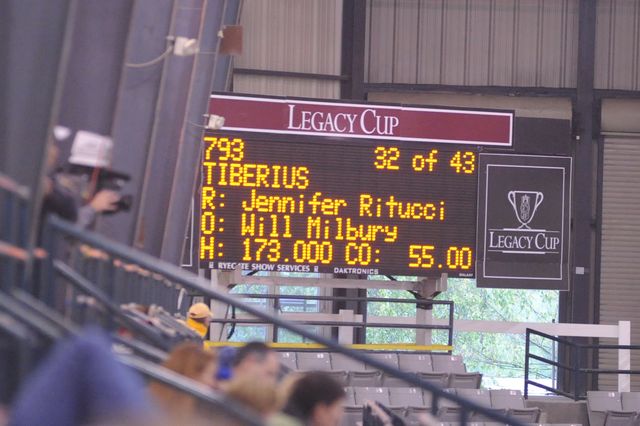 LEGACY CUP
793 32 of 43
TIBERIUS
R: Jennifer Ritucci
O: Will Milbury
H: 173.000 CO: 55.00
RYEGATE SHOW SERVICES DAKTRONICS
LEGACY CUP